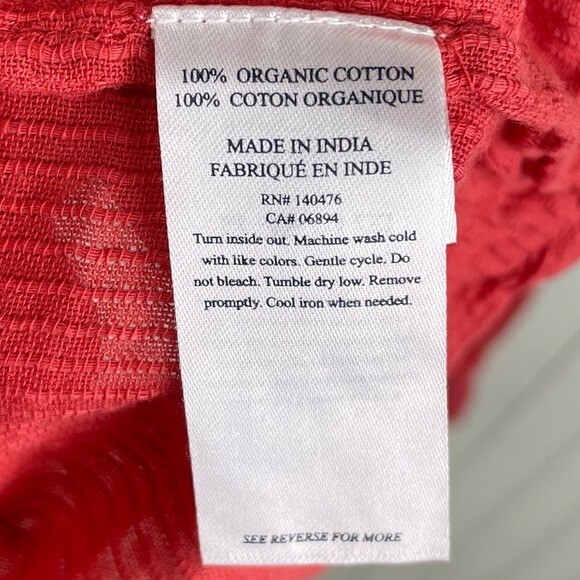 100% ORGANIC COTTON
100% COTON ORGANIQUE
MADE IN INDIA
FABRIQUÉ EN INDE
RN# 140476
CA# 06894
Turn inside out. Machine wash cold
with like colors. Gentle cycle. Do
not bleach. Tumble dry low. Remove
promptly. Cool iron when needed.
SEE REVERSE FOR MORE